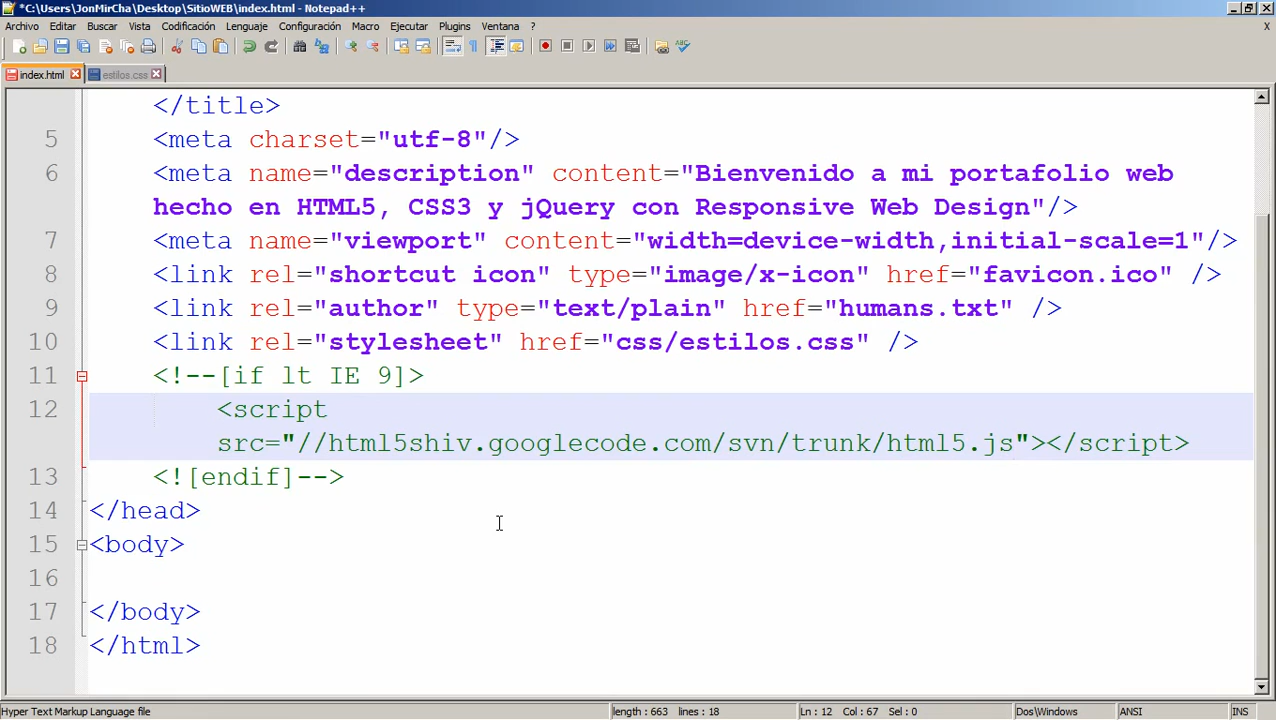 *C:\Users\JonMirCha\Desktop\SitioWEB\index.html - Notepad++
Archivo Editar Buscar Vista Codificación Lenguaje Configuración Macro Ejecutar Plugins Ventana ? X
index.html estilos.css
</title>
5 <meta charset="utf-8"/>
6 <meta name="description" content="Bienvenido a mi portafolio web
hecho en HTML5, CSS3 y jQuery con Responsive Web Design"/>
7 <meta name="viewport" content="width=device-width,initial-scale=1"/>
8 <link rel="shortcut icon" type="image/x-icon" href="favicon.ico" />
9 <link rel="author" type="text/plain" href="humans.txt" />
10 <link rel="stylesheet" href="css/estilos.css" />
11 <!--[if lt IE 9]>
12 <script
src="//html5shiv.googlecode.com/svn/trunk/html5.js"></script>
13 <![endif]-->
14 </head>
15 <body>
16
17 </body>
18 </html>
Hyper Text Markup Language file length : 663 lines : 18 Ln : 12 Col : 67 Sel : 0 Dos\Windows ANSI INS